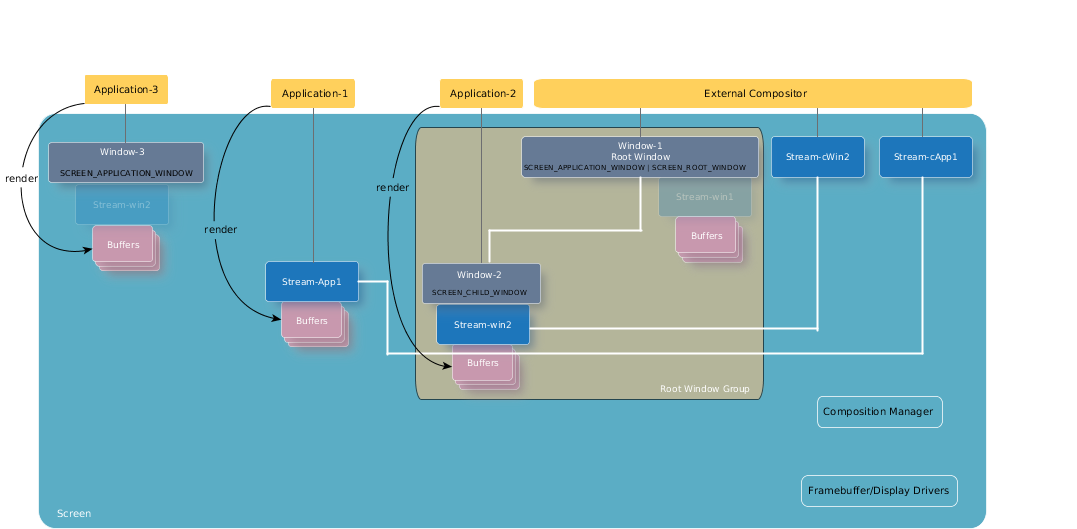 Application-3
Application-1
Application-2
External Compositor
Window-3
SCREEN_APPLICATION_WINDOW
Stream-win2
Buffers
render
render
Stream-App1
Buffers
render
Window-1
Root Window
SCREEN_APPLICATION_WINDOW | SCREEN_ROOT_WINDOW
Stream-win1
Buffers
Stream-cWin2
Stream-cApp1
Window-2
SCREEN_CHILD_WINDOW
Stream-win2
Buffers
Root Window Group
Composition Manager
Framebuffer/Display Drivers
Screen